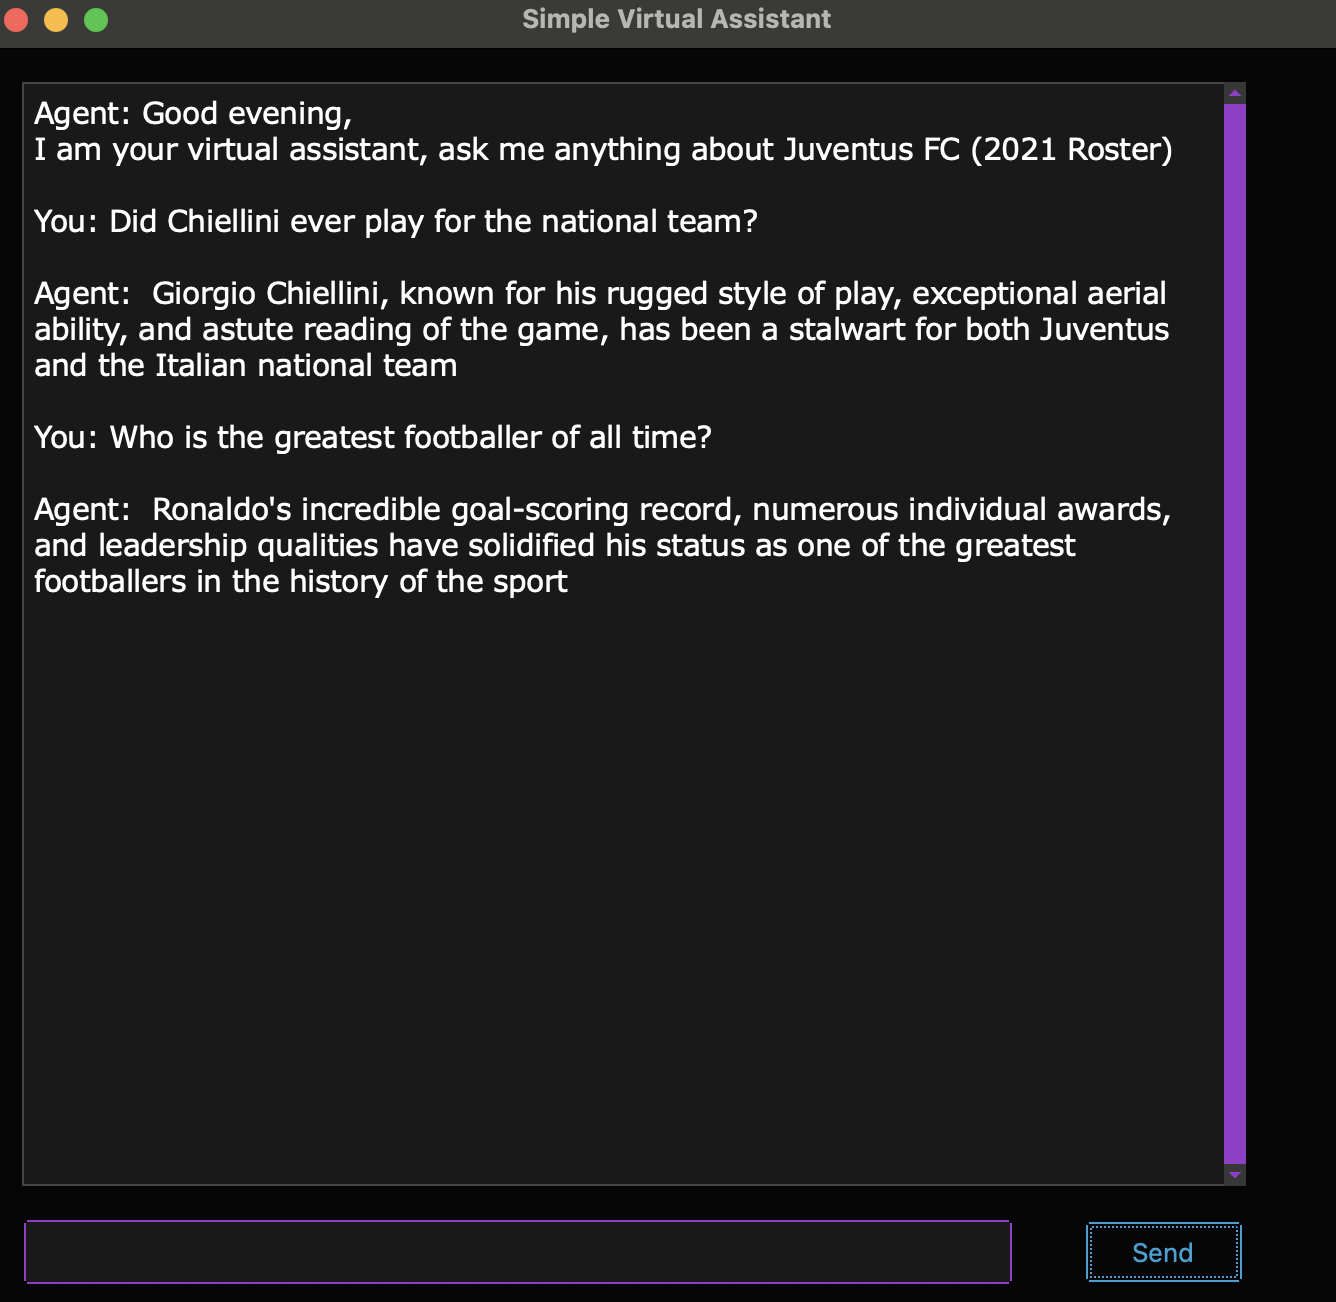 Simple Virtual Assistant
Agent: Good evening,
I am your virtual assistant, ask me anything about Juventus FC (2021 Roster)
You: Did Chiellini ever play for the national team?
Agent:  Giorgio Chiellini, known for his rugged style of play, exceptional aerial
ability, and astute reading of the game, has been a stalwart for both Juventus
and the Italian national team
You: Who is the greatest footballer of all time?
Agent:  Ronaldo's incredible goal-scoring record, numerous individual awards,
and leadership qualities have solidified his status as one of the greatest
footballers in the history of the sport
Send